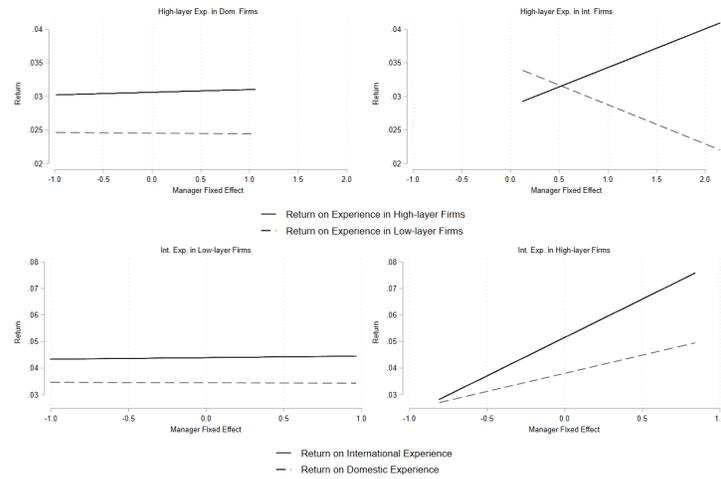 High-layer Exp. in Dom. Firms
.04
.035
.03
.025
.02
Return
-1.0 -0.5 0.0 0.5 1.0 1.5 2.0
Manager Fixed Effect
High-layer Exp. in Int. Firms
.04
.035
.03
.025
.02
Return
-1.0 -0.5 0.0 0.5 1.0 1.5 2.0
Manager Fixed Effect
Return on Experience in High-layer Firms
Return on Experience in Low-layer Firms
Int. Exp. in Low-layer Firms
.08
.07
.06
.05
.04
.03
Return
-1.0 -0.5 0.0 0.5 1.0
Manager Fixed Effect
Int. Exp. in High-layer Firms
.08
.07
.06
.05
.04
.03
Return
-1.0 -0.5 0.0 0.5
Manager Fixed Effect
Return on International Experience
Return on Domestic Experience